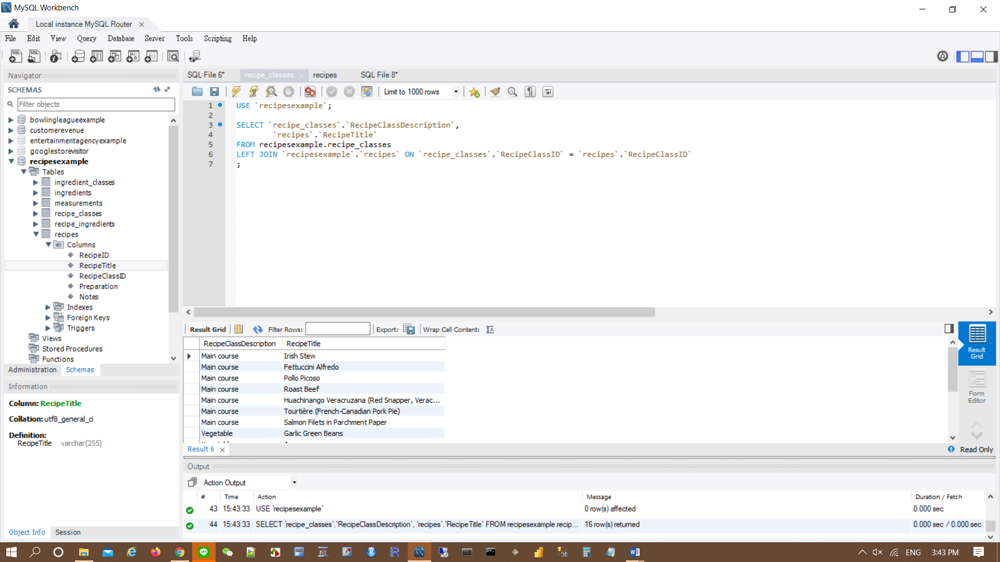 MySQL Workbench
Local instance MySQL Router
File Edit View Query Database Server Tools Scripting Help
Navigator
SCHEMAS
Filter objects
bowlingleagueexample
customerevenue
entertainmentagencyexample
googlestorevisitor
recipesexample
Tables
ingredient_classes
ingredients
measurements
recipe_classes
recipe_ingredients
recipes
Columns
RecipeID
RecipeTitle
RecipeClassID
Preparation
Notes
Indexes
Foreign Keys
Triggers
Views
Stored Procedures
Functions
Administration Schemas
Information
Column: RecipeTitle
Collation: utf8_general_ci
Definition:
RecipeTitle varchar(255)
Object Info Session
SQL File 6* recipe_classes recipes SQL File 8*
Limit to 1000 rows
1 USE `recipesexample`;
2
3 SELECT `recipe_classes`.`RecipeClassDescription`,
4 `recipes`.`RecipeTitle`
5 FROM recipesexample.recipe_classes
6 LEFT JOIN `recipesexample`.`recipes` ON `recipe_classes`.`RecipeClassID` = `recipes`.`RecipeClassID`
7 ;
Result Grid Filter Rows: Export: Wrap Cell Content:
RecipeClassDescription RecipeTitle
Main course Irish Stew
Main course Fettuccini Alfredo
Main course Pollo Picoso
Main course Roast Beef
Main course Huachinango Veracruzana (Red Snapper, Verac...
Main course Tourtière (French-Canadian Pork Pie)
Main course Salmon Filets in Parchment Paper
Vegetable Garlic Green Beans
Result Grid
Form Editor
Result 6
Read Only
Output
Action Output
# Time Action Message Duration / Fetch
43 15:43:33 USE `recipesexample` 0 row(s) affected 0.000 sec
44 15:43:33 SELECT `recipe_classes`.`RecipeClassDescription`, `recipes`.`RecipeTitle` FROM recipesexample.recip... 16 row(s) returned 0.000 sec / 0.000 sec
ENG 3:43 PM